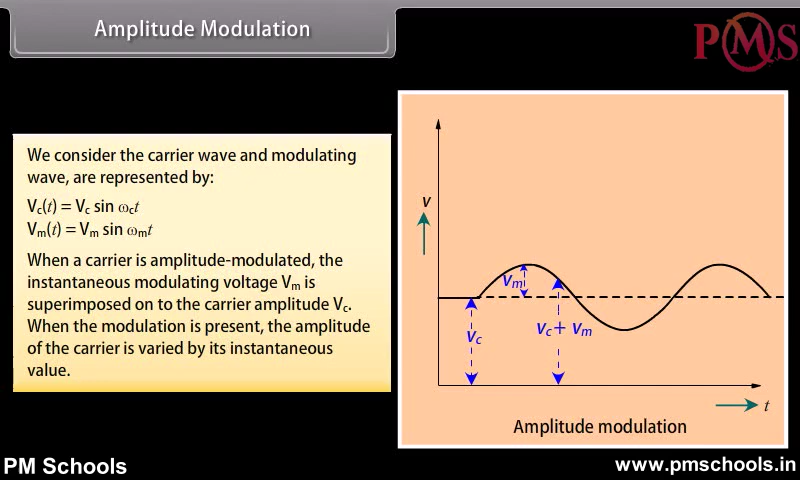 Amplitude Modulation
PMS
We consider the carrier wave and modulating
wave, are represented by:
Vc(t) = Vc sin ωct
Vm(t) = Vm sin ωmt
When a carrier is amplitude-modulated, the
instantaneous modulating voltage Vm is
superimposed on to the carrier amplitude Vc.
When the modulation is present, the amplitude
of the carrier is varied by its instantaneous
value.
V
Vm
Vc
Vc + Vm
t
Amplitude modulation
PM Schools
www.pmschools.in